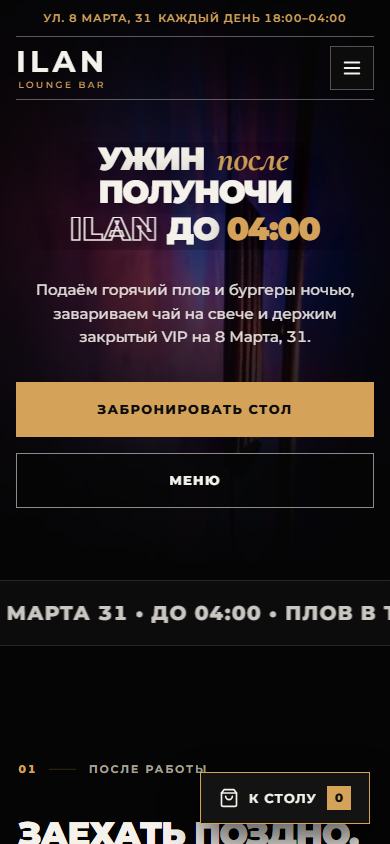 УЛ. 8 МАРТА, 31 КАЖДЫЙ ДЕНЬ 18:00–04:00
ILAN
LOUNGE BAR
УЖИН после
ПОЛУНОЧИ
ILAN ДО 04:00
Подаём горячий плов и бургеры ночью,
завариваем чай на свече и держим
закрытый VIP на 8 Марта, 31.
ЗАБРОНИРОВАТЬ СТОЛ
МЕНЮ
МАРТА 31 • ДО 04:00 • ПЛОВ В
01 ПОСЛЕ РАБОТЫ
К СТОЛУ 0
ЗАЕХАТЬ ПОЗДНО.